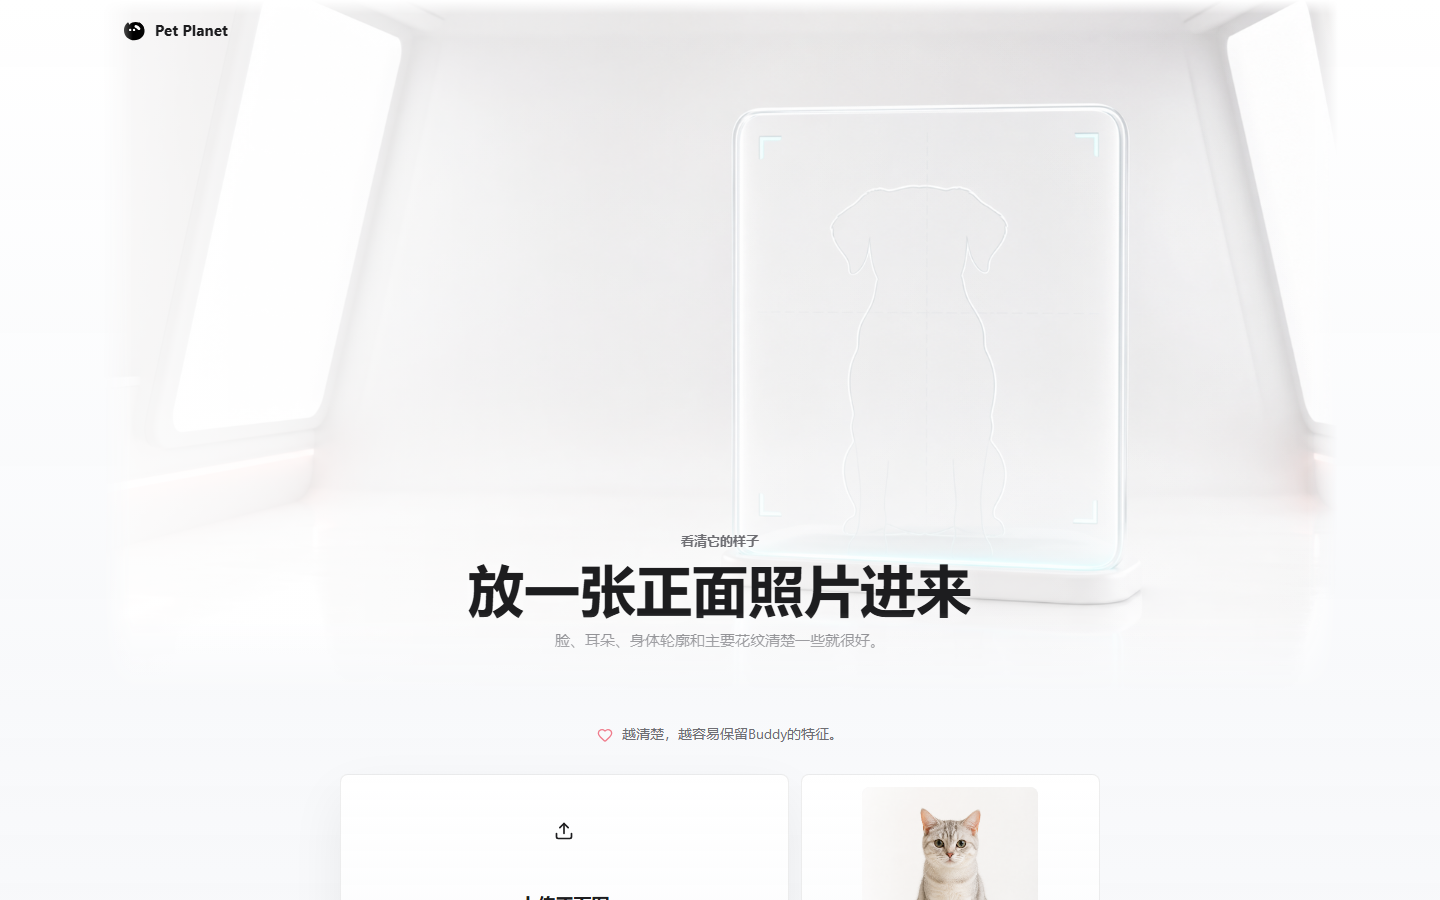 Pet Planet
看清它的样子
放一张正面照片进来
脸、耳朵、身体轮廓和主要花纹清楚一些就很好。
越清楚，越容易保留Buddy的特征。